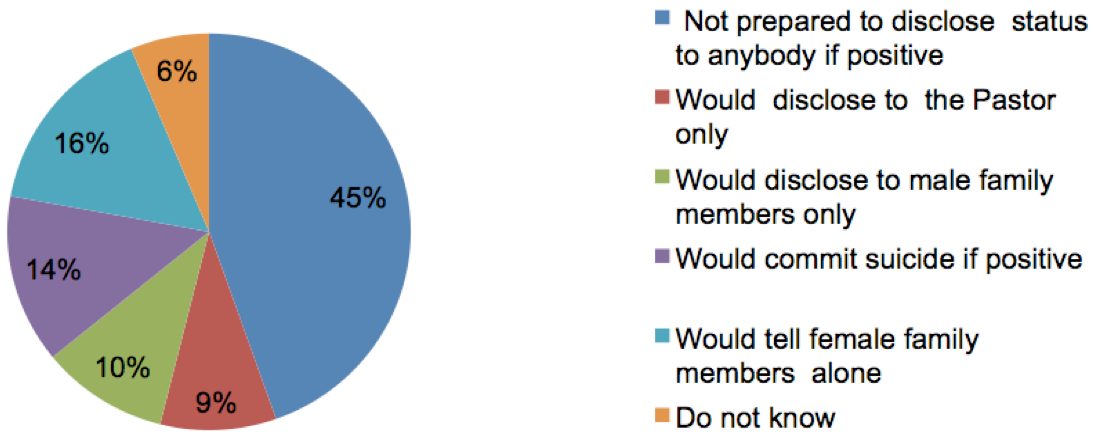 6%
16%
45%
14%
10%
9%
Not prepared to disclose status
to anybody if positive
Would disclose to the Pastor
only
Would disclose to male family
members only
Would commit suicide if positive
Would tell female family
members alone
Do not know